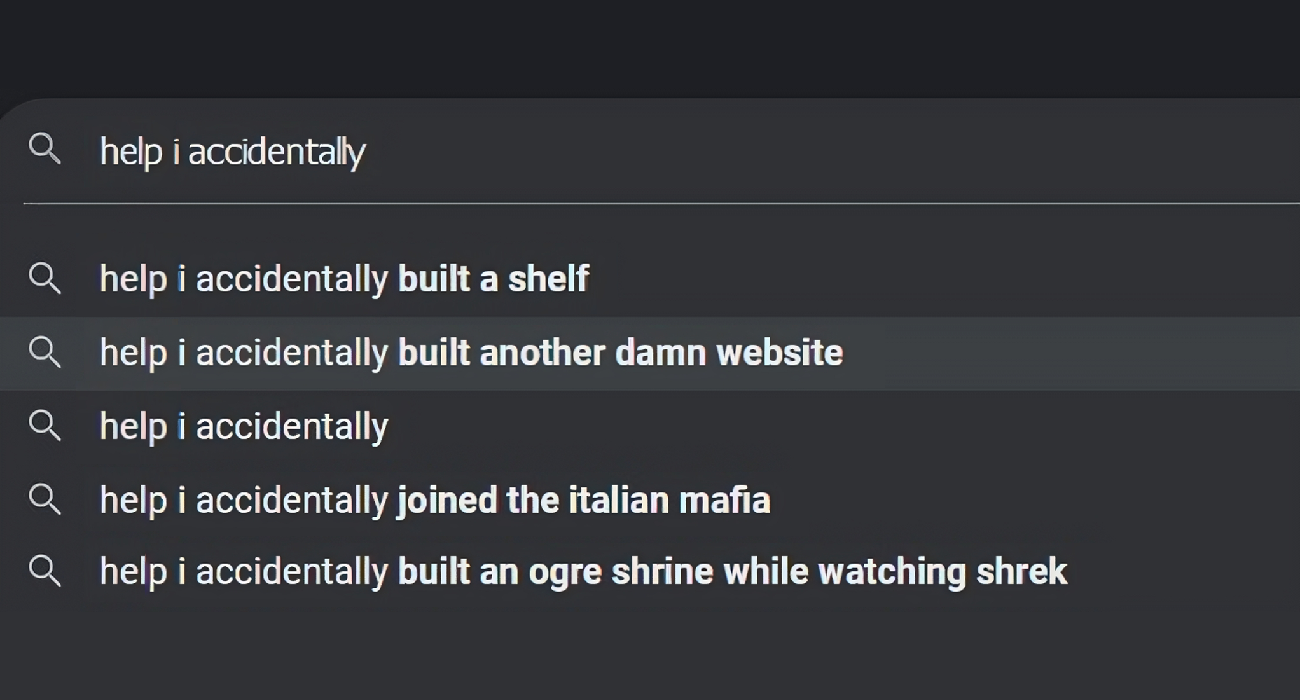 help i accidentally
help i accidentally built a shelf
help i accidentally built another damn website
help i accidentally
help i accidentally joined the italian mafia
help i accidentally built an ogre shrine while watching shrek